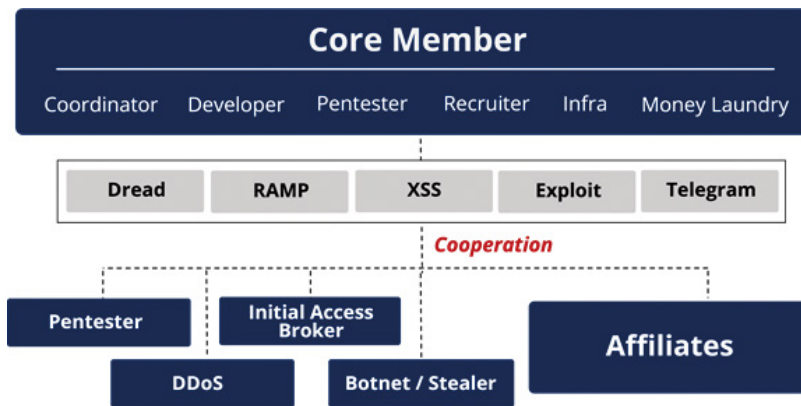 Core Member
Coordinator Developer Pentester Recruiter Infra Money Laundry
Dread RAMP XSS Exploit Telegram
Cooperation
Pentester
Initial Access
Broker
Affiliates
DDoS
Botnet / Stealer